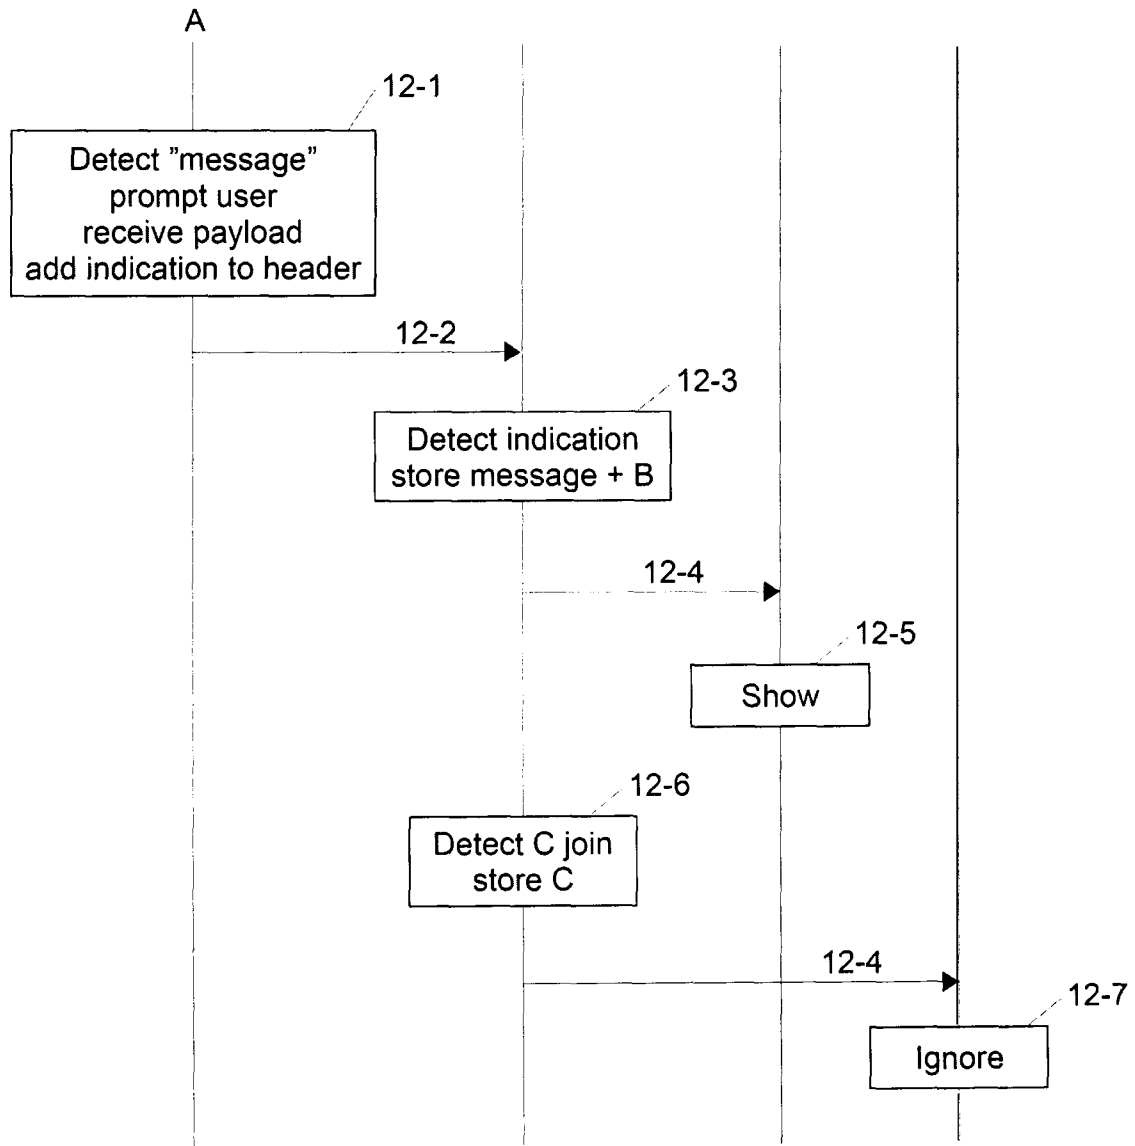 A
12-1
Detect ”message”
prompt user
receive payload
add indication to header
12-2
12-3
Detect indication
store message + B
12-4
12-5
Show
12-6
Detect C join
store C
12-4
12-7
Ignore